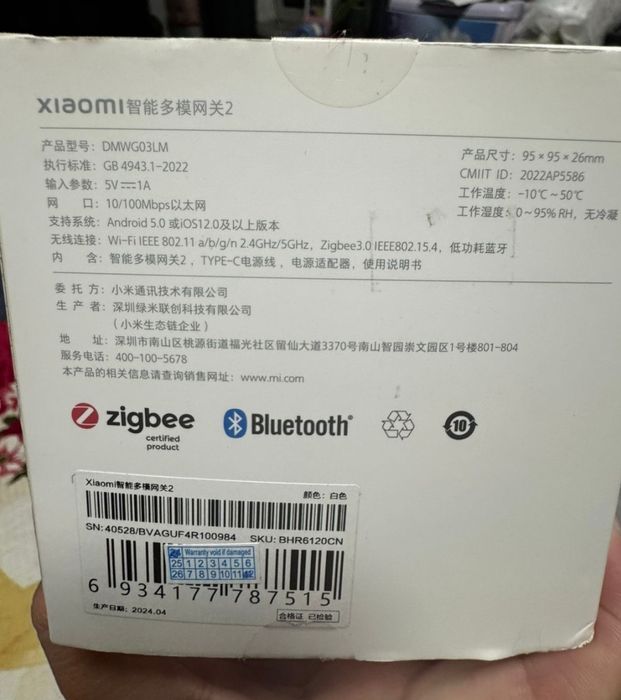 xiaomi智能多模网关2
产品型号：DMWG03LM
执行标准：GB 4943.1-2022
输入参数：5V⎓1A
网 口：10/100Mbps以太网
支持系统：Android 5.0 或iOS12.0及以上版本
无线连接：Wi-Fi IEEE 802.11 a/b/g/n 2.4GHz/5GHz，Zigbee3.0 IEEE802.15.4，低功耗蓝牙
内 含：智能多模网关2，TYPE-C电源线，电源适配器，使用说明书
产品尺寸：95×95×26mm
CMIIT ID：2022AP5586
工作温度：-10℃～50℃
工作湿度：0～95% RH，无冷凝
委 托 方：小米通讯技术有限公司
生 产 者：深圳绿米联创科技有限公司
（小米生态链企业）
地 址：深圳市南山区桃源街道福光社区留仙大道3370号南山智园崇文园区1号楼801-804
服务电话：400-100-5678
本产品的相关信息请查询销售网址：www.mi.com
zigbee
certified
product
Bluetooth®
10
Xiaomi智能多模网关2
颜色：白色
SN: 40528/BVAGUF4R100984 SKU: BHR6120CN
24 Warranty void if damaged
25 1 2 3 4 5 6
26 7 8 9 10 11 12
6 934177 787515
生产日期：2024.04
合格证 已检验